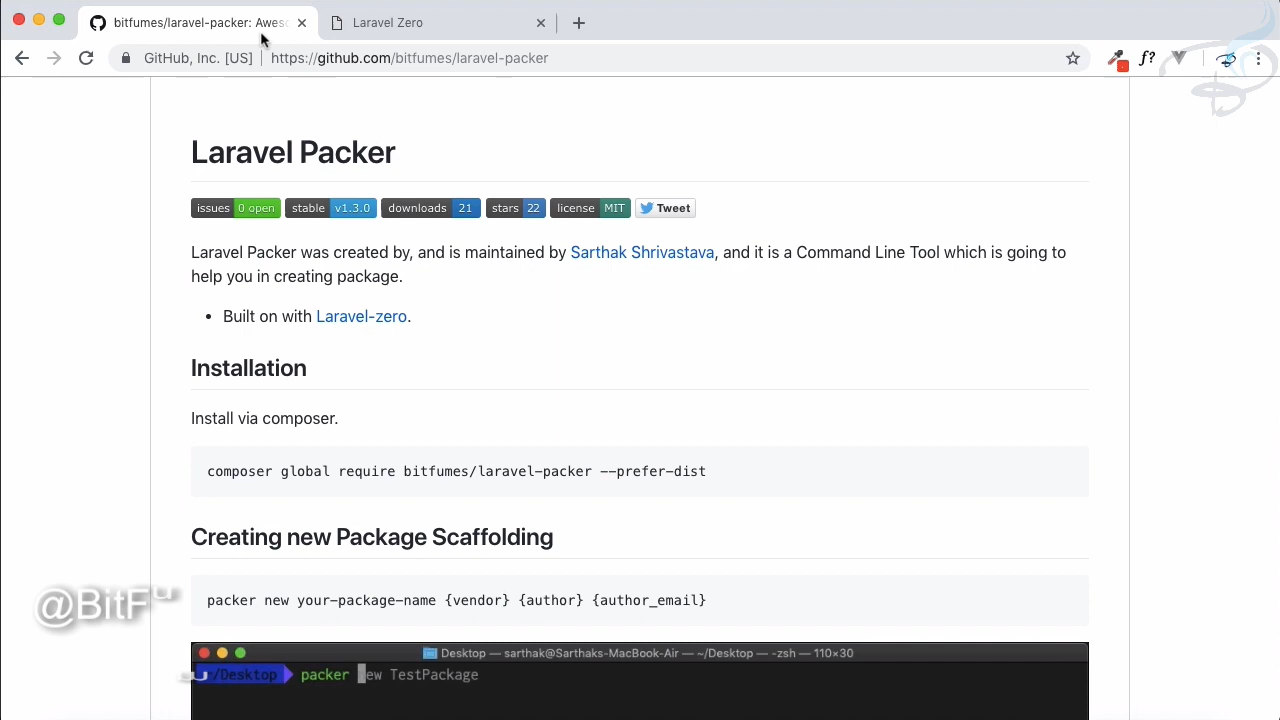 bitfumes/laravel-packer: Awes
Laravel Zero
GitHub, Inc. [US]
https://github.com/bitfumes/laravel-packer
f?
Laravel Packer
issues 0 open
stable v1.3.0
downloads 21
stars 22
license MIT
Tweet
Laravel Packer was created by, and is maintained by Sarthak Shrivastava, and it is a Command Line Tool which is going to
help you in creating package.
• Built on with Laravel-zero.
Installation
Install via composer.
composer global require bitfumes/laravel-packer --prefer-dist
Creating new Package Scaffolding
packer new your-package-name {vendor} {author} {author_email}
@BitFu
Desktop — sarthak@Sarthaks-MacBook-Air — ~/Desktop — -zsh — 110×30
~/Desktop packer new TestPackage